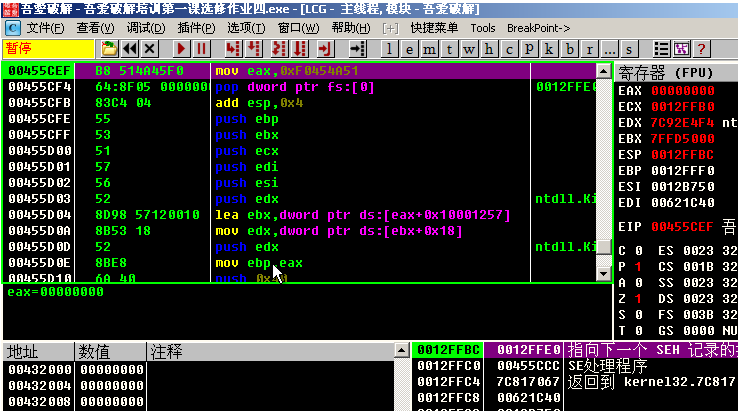 吾爱破解 - 吾爱破解培训第一课选修作业四.exe - [LCG - 主线程, 模块 - 吾爱破解]
C 文件(F) 查看(V) 调试(D) 插件(P) 选项(T) 窗口(W) 帮助(H) [+] 快捷菜单 Tools BreakPoint->
暂停 l e m t w h c p k b r ... s ?
00455CEF B8 514A45F0 mov eax,0xF0454A51
00455CF4 64:8F05 000000 pop dword ptr fs:[0] 0012FFE0
00455CFB 83C4 04 add esp,0x4
00455CFE 55 push ebp
00455CFF 53 push ebx
00455D00 51 push ecx
00455D01 57 push edi
00455D02 56 push esi
00455D03 52 push edx ntdll.Ki
00455D04 8D98 57120010 lea ebx,dword ptr ds:[eax+0x10001257]
00455D0A 8B53 18 mov edx,dword ptr ds:[ebx+0x18]
00455D0D 52 push edx ntdll.Ki
00455D0E 8BE8 mov ebp,eax
00455D10 6A 40 push 0x40
eax=00000000
寄存器 (FPU)
EAX 00000000
ECX 0012FFB0
EDX 7C92E4F4 nt
EBX 7FFD5000
ESP 0012FFBC
EBP 0012FFF0
ESI 0012B750
EDI 00621C40
EIP 00455CEF 吾
C 0 ES 0023 32
P 1 CS 001B 32
A 0 SS 0023 32
Z 1 DS 0023 32
S 0 FS 003B 32
T 0 GS 0000 NU
地址 数值 注释
00432000 00000000
00432004 00000000
00432008 00000000
0012FFBC 0012FFE0 指向下一个 SEH 记录的
0012FFC0 00455CCC SE处理程序
0012FFC4 7C817067 返回到 kernel32.7C817
0012FFC8 00621C40